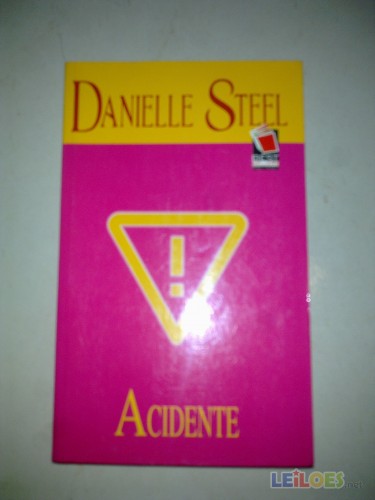 DANIELLE STEEL
!
ACIDENTE
LEiLOES